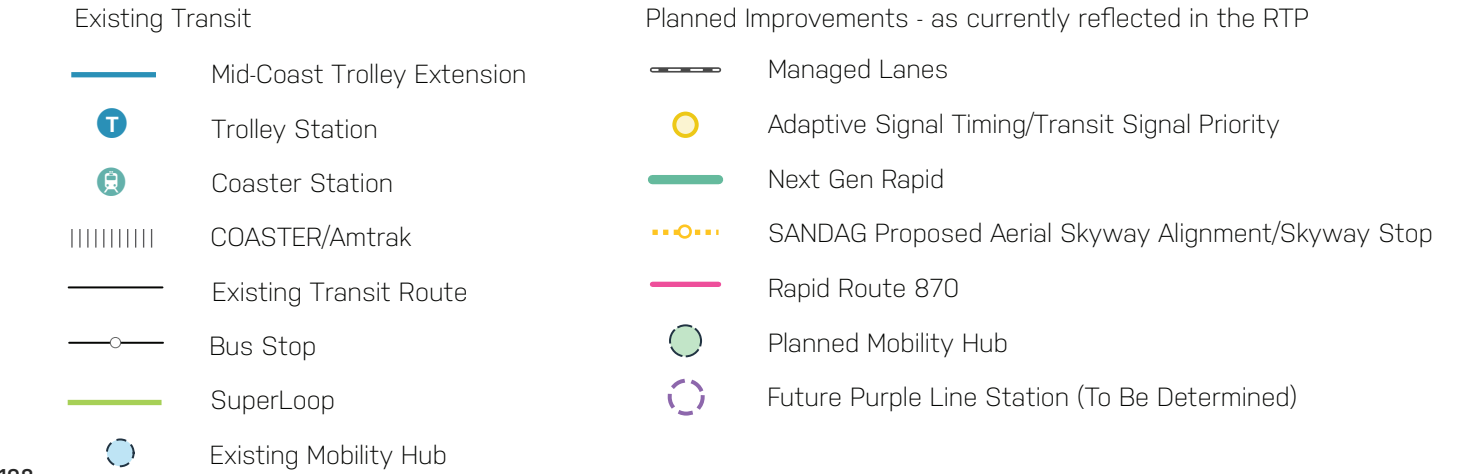 Existing Transit
Mid-Coast Trolley Extension
T
Trolley Station
Coaster Station
COASTER/Amtrak
Existing Transit Route
Bus Stop
SuperLoop
Existing Mobility Hub
Planned Improvements - as currently reflected in the RTP
Managed Lanes
Adaptive Signal Timing/Transit Signal Priority
Next Gen Rapid
SANDAG Proposed Aerial Skyway Alignment/Skyway Stop
Rapid Route 870
Planned Mobility Hub
Future Purple Line Station (To Be Determined)